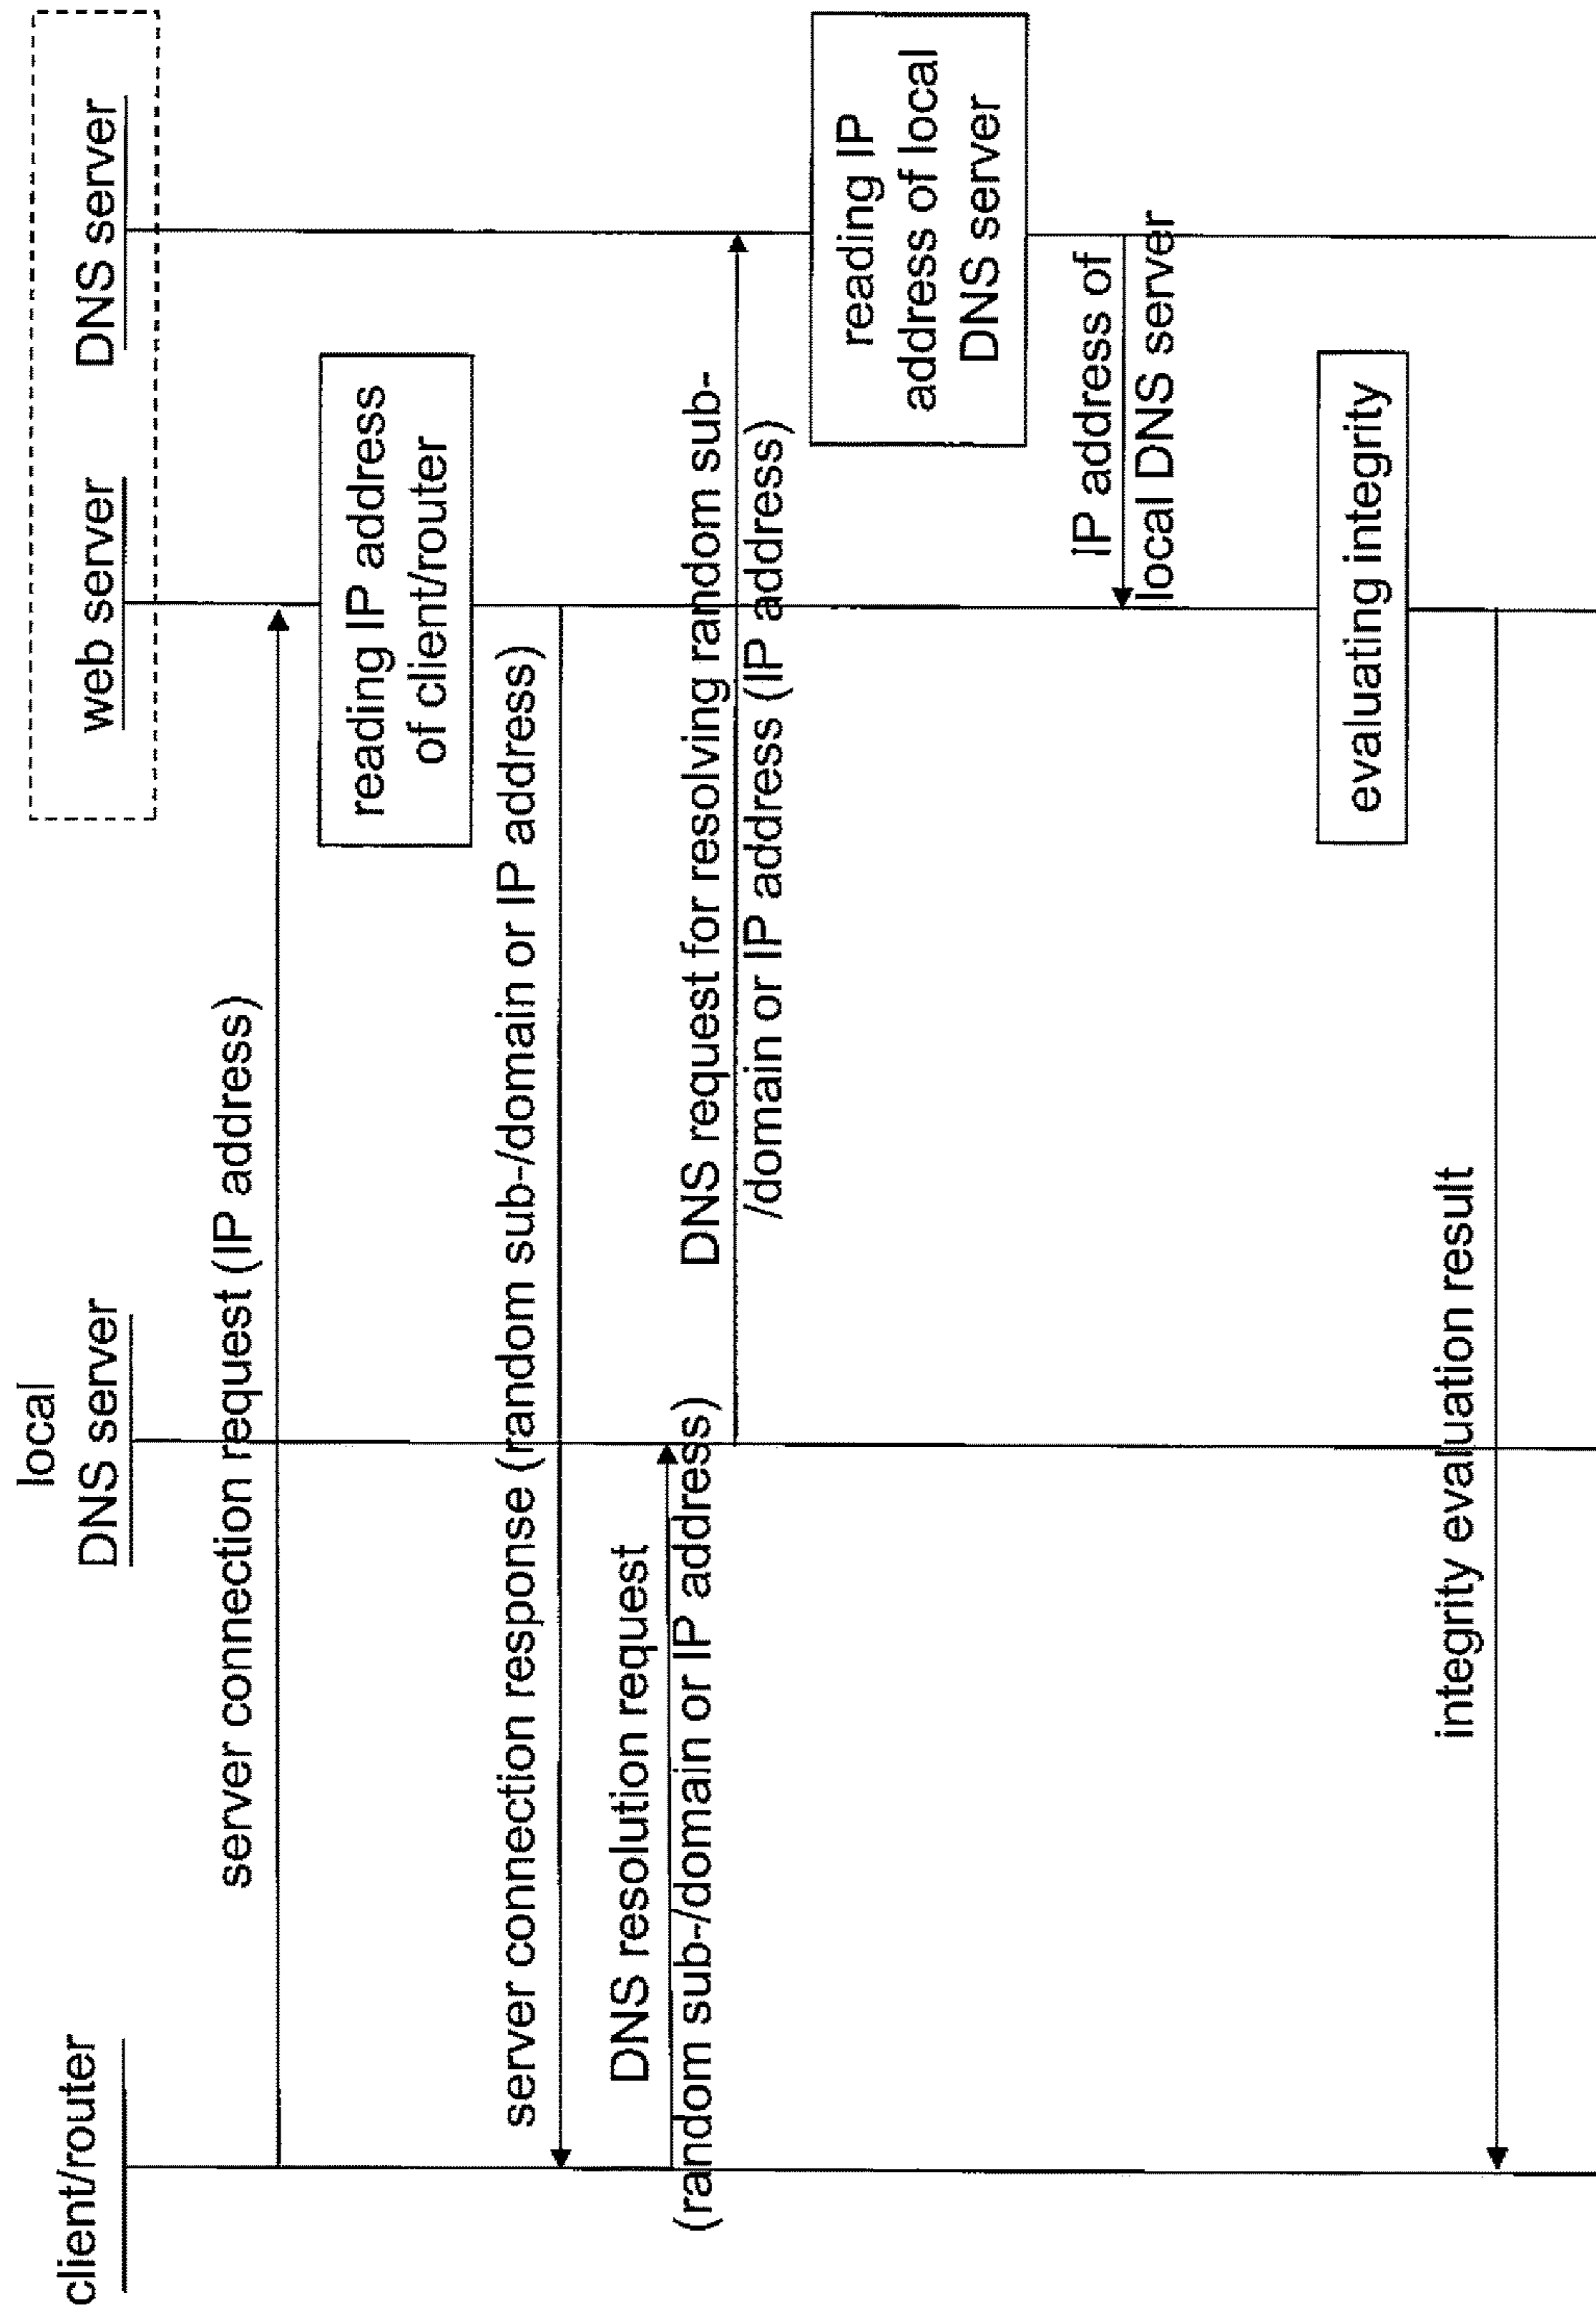 client/router
local
DNS server
web server
DNS server
server connection request (IP address)
reading IP address
of client/router
server connection response (random sub-/domain or IP address)
DNS resolution request
(random sub-/domain or IP address)
DNS request for resolving random sub-
/domain or IP address (IP address)
reading IP
address of local
DNS server
IP address of
local DNS server
evaluating integrity
integrity evaluation result